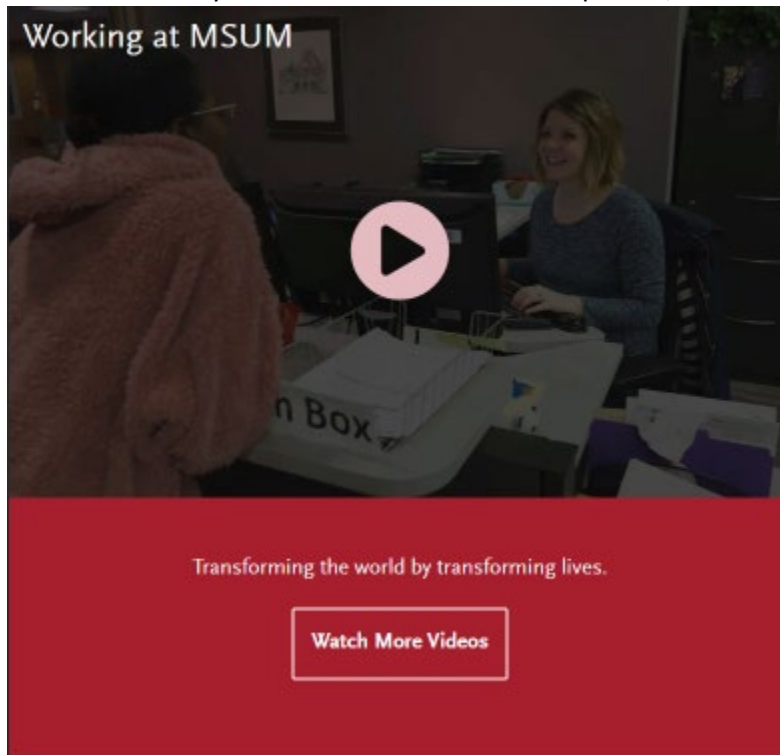 Working at MSUM
n Box
Transforming the world by transforming lives.
Watch More Videos